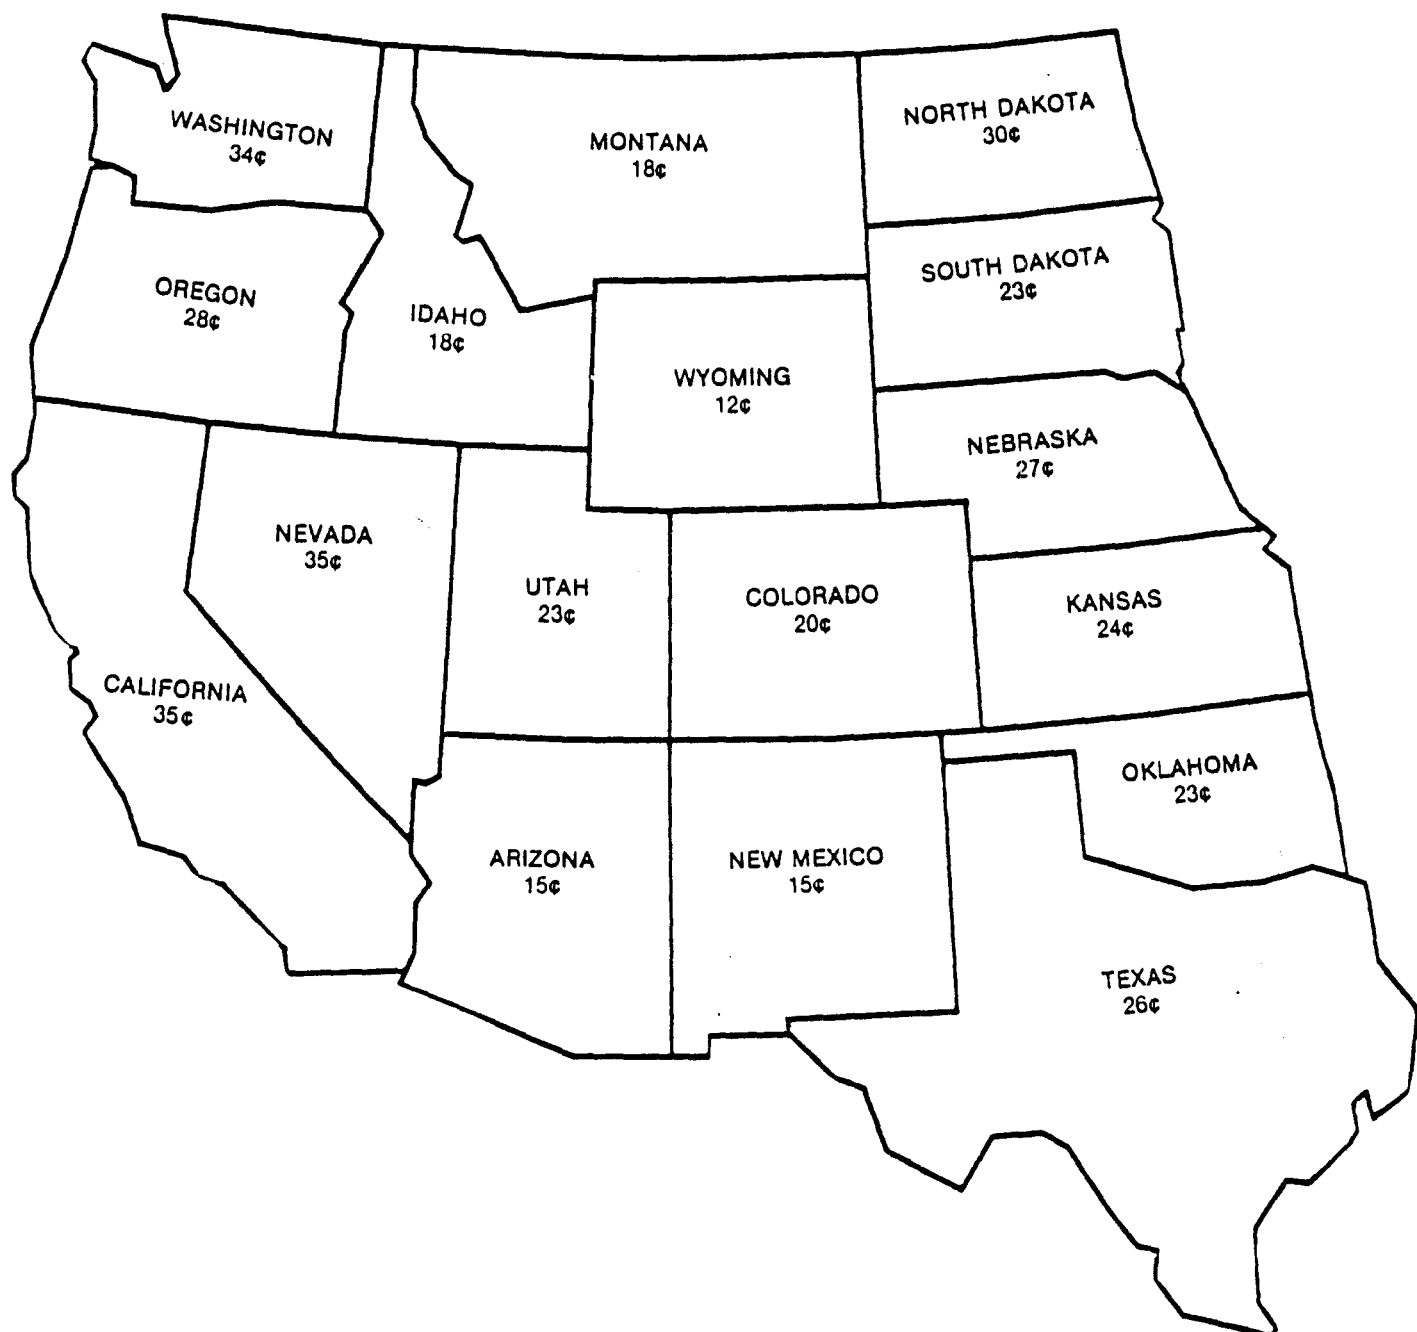 WASHINGTON
34¢
MONTANA
18¢
NORTH DAKOTA
30¢
OREGON
28¢
IDAHO
18¢
SOUTH DAKOTA
23¢
WYOMING
12¢
NEBRASKA
27¢
NEVADA
35¢
UTAH
23¢
COLORADO
20¢
KANSAS
24¢
CALIFORNIA
35¢
ARIZONA
15¢
NEW MEXICO
15¢
OKLAHOMA
23¢
TEXAS
26¢